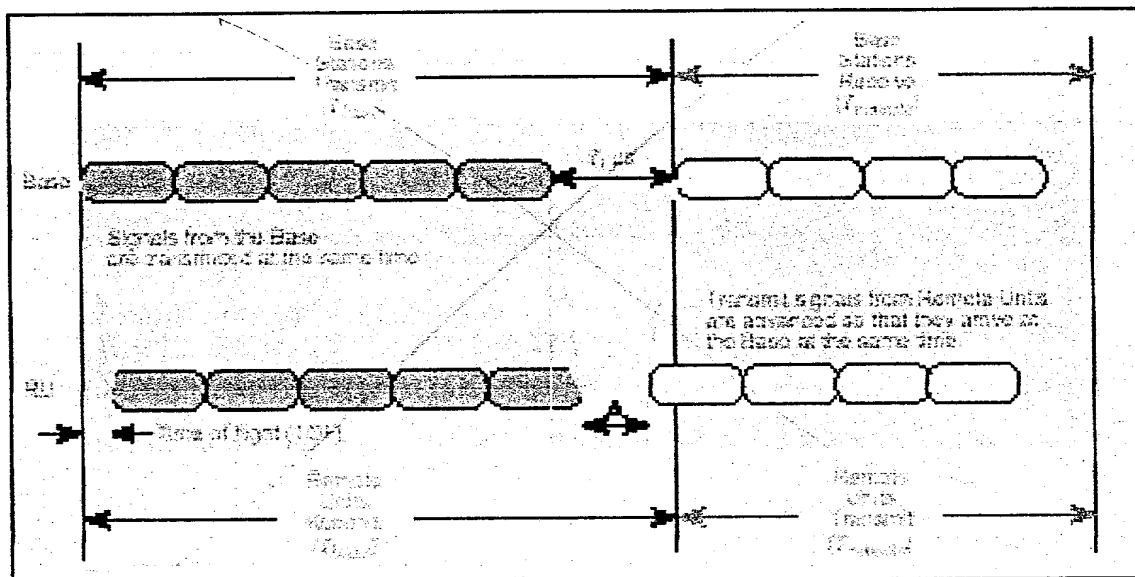 Base
Stations
Transmit
Base
Stations
Receive
Base
Signals from the Base
are transmitted at the same time
Transmit signals from Remote Units
are advanced so that they arrive at
the Base at the same time.
RU
Δ
Time of flight (TOF)
Remote
Units
Receive
Remote
Units
Transmit